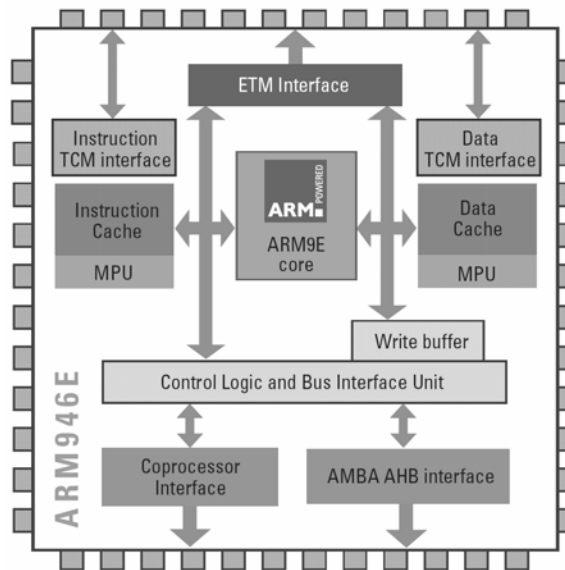 ETM Interface
Instruction
TCM interface
Data
TCM interface
Instruction
Cache
MPU
ARM
POWERED
ARM9E
core
Data
Cache
MPU
Write buffer
Control Logic and Bus Interface Unit
Coprocessor
Interface
AMBA AHB interface
ARM946E